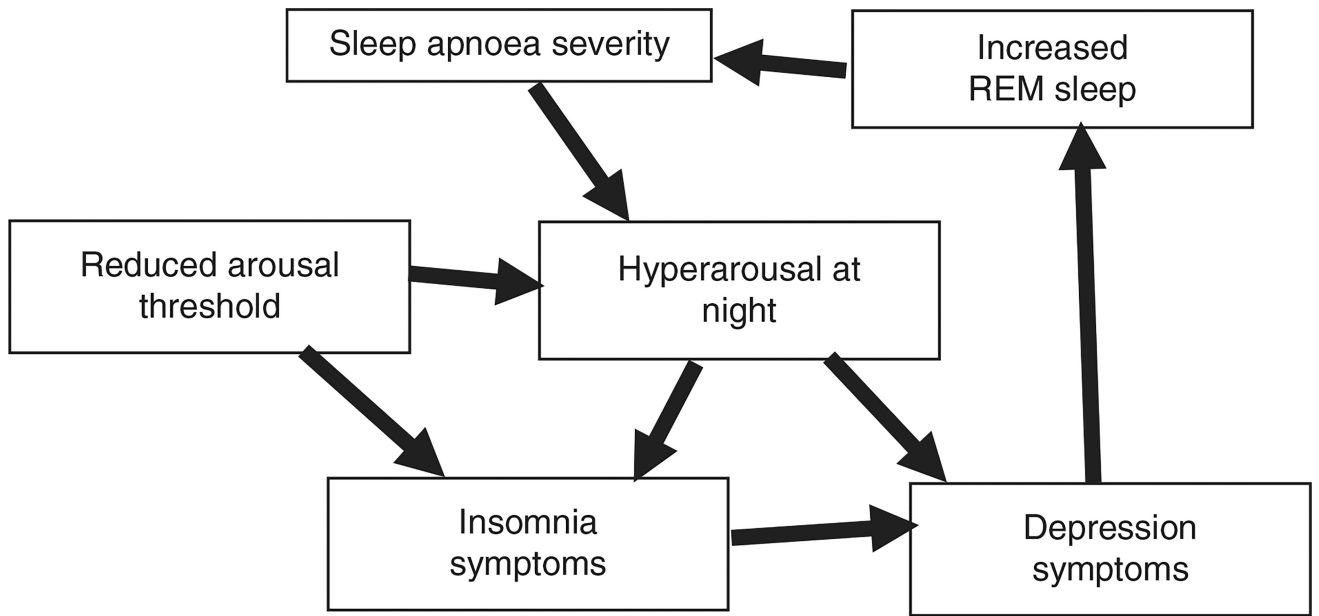 Sleep apnoea severity
Increased
REM sleep
Reduced arousal
threshold
Hyperarousal at
night
Insomnia
symptoms
Depression
symptoms